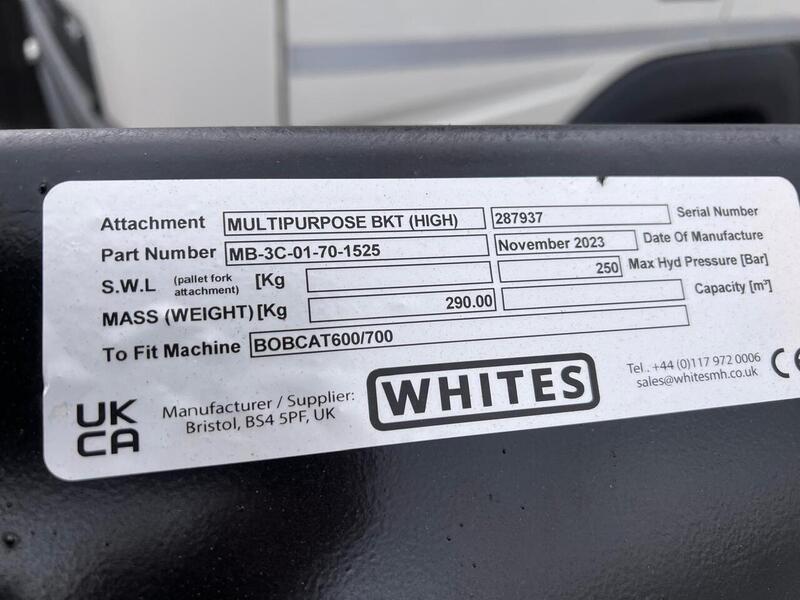 Attachment MULTIPURPOSE BKT (HIGH) 287937 Serial Number
Part Number MB-3C-01-70-1525 November 2023 Date Of Manufacture
S.W.L (pallet fork attachment) [Kg 250 Max Hyd Pressure [Bar]
MASS (WEIGHT) [Kg 290.00 Capacity [m³]
To Fit Machine BOBCAT600/700
UK CA
Manufacturer / Supplier:
Bristol, BS4 5PF, UK
WHITES
Tel.. +44 (0)117 972 0006
sales@whitesmh.co.uk
CE